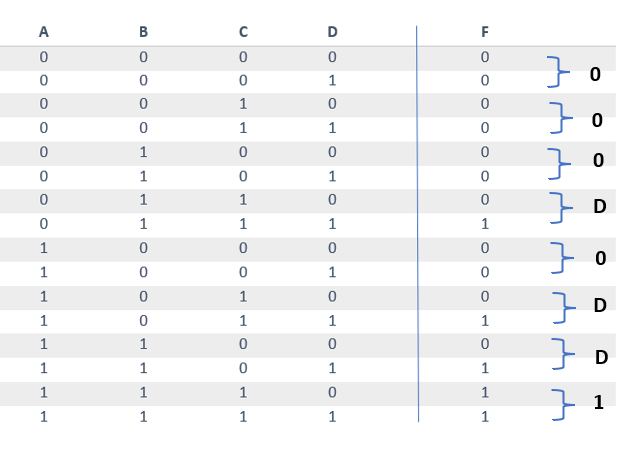 A B C D F
0 0 0 0 0
0 0 0 1 0
0
0 0 1 0 0
0 0 1 1 0
0
0 1 0 0 0
0 1 0 1 0
0
0 1 1 0 0
0 1 1 1 1
D
1 0 0 0 0
1 0 0 1 0
0
1 0 1 0 0
1 0 1 1 1
D
1 1 0 0 0
1 1 0 1 1
D
1 1 1 0 1
1 1 1 1 1
1